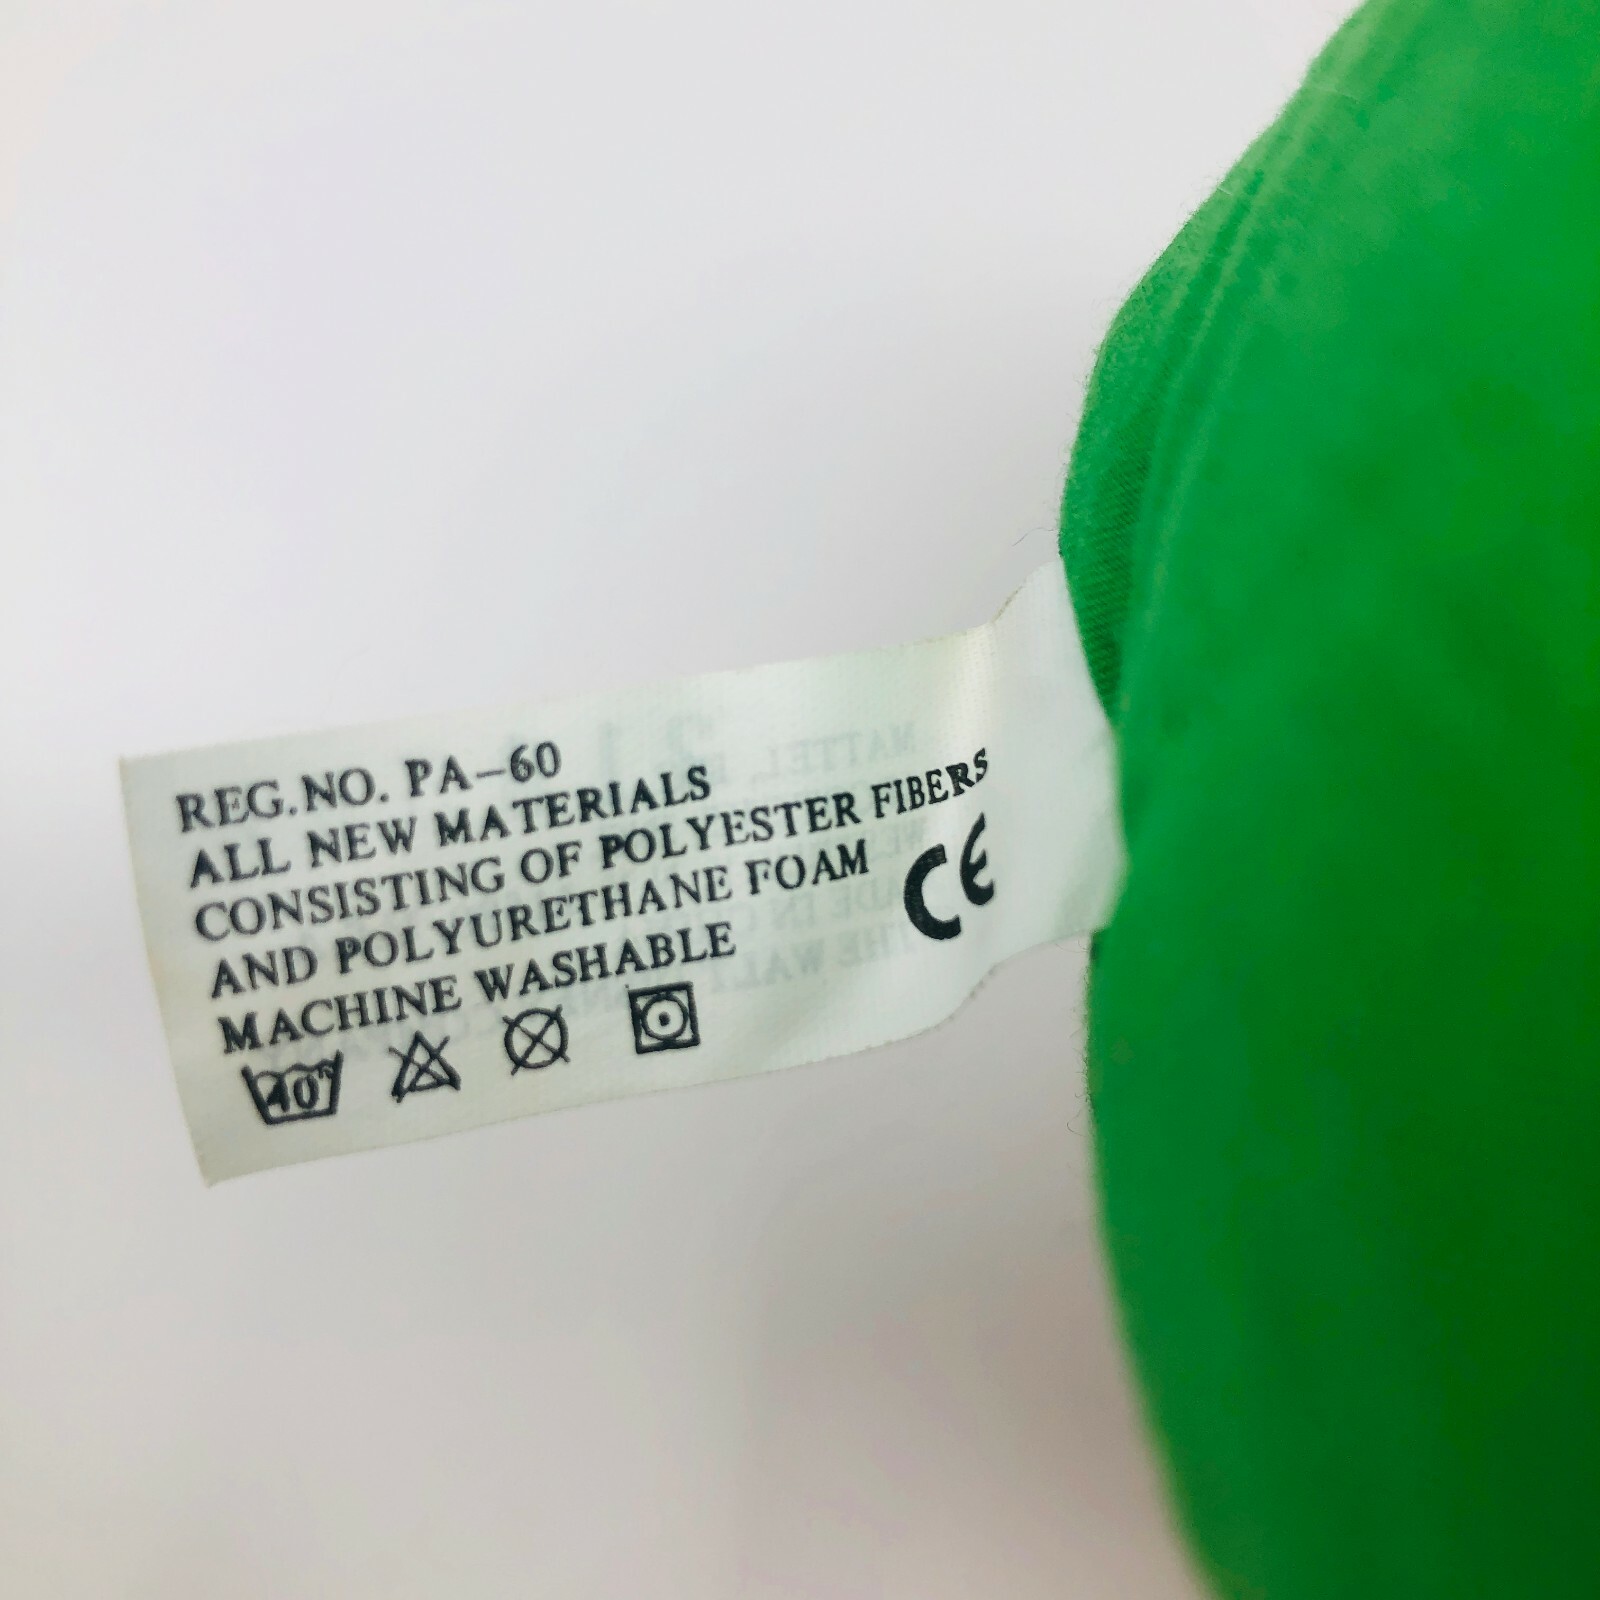 REG.NO. PA-60
ALL NEW MATERIALS
CONSISTING OF POLYESTER FIBERS
AND POLYURETHANE FOAM
CE
MACHINE WASHABLE
40°